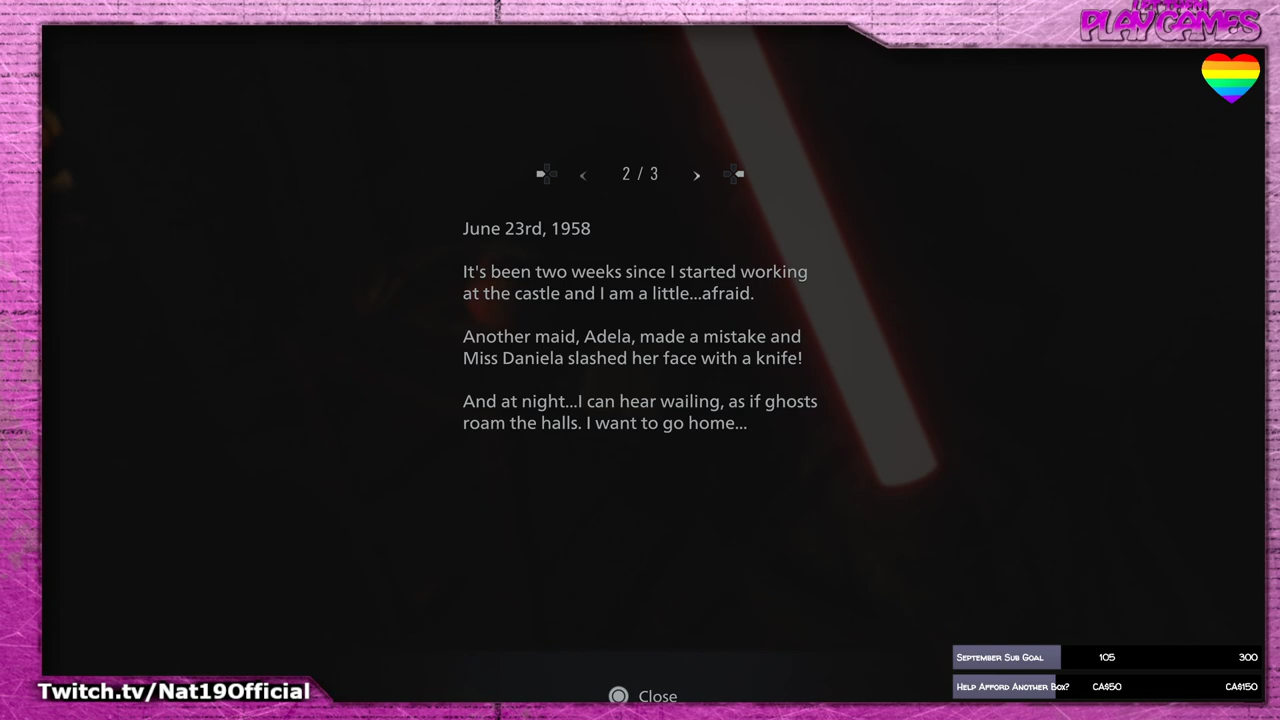 PLAY GAMES
2 / 3
June 23rd, 1958
It's been two weeks since I started working
at the castle and I am a little...afraid.
Another maid, Adela, made a mistake and
Miss Daniela slashed her face with a knife!
And at night...I can hear wailing, as if ghosts
roam the halls. I want to go home...
September Sub Goal 105 300
Help Afford Another Box? CA$50 CA$150
Twitch.tv/Nat19Official
Close